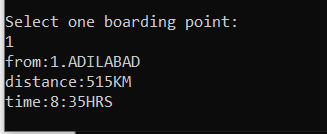 Select one boarding point:
1
from:1.ADILABAD
distance:515KM
time:8:35HRS